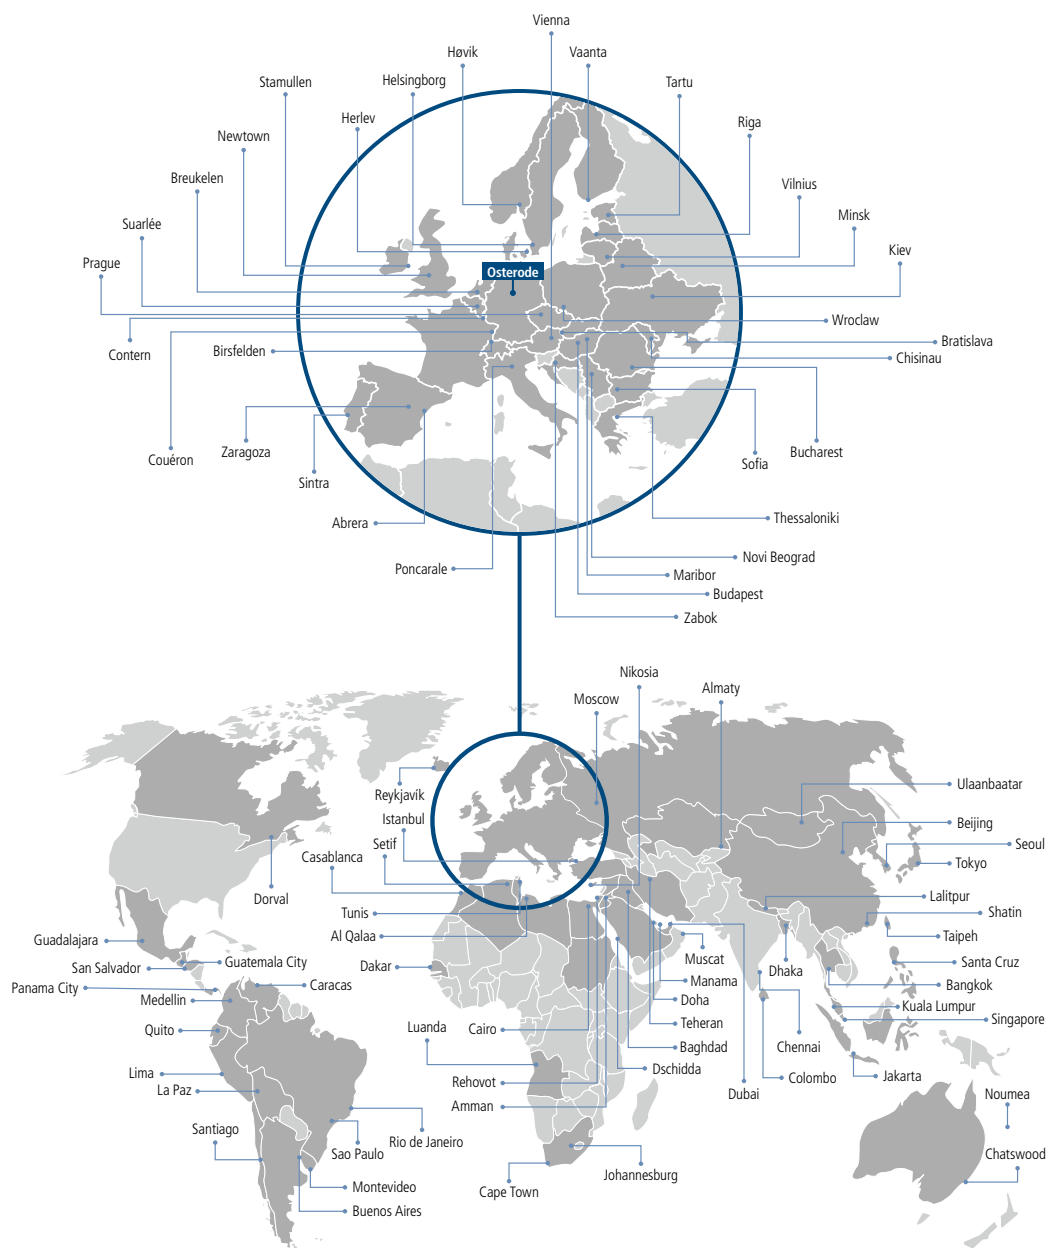 Vienna
Høvik
Vaanta
Stamullen
Helsingborg
Tartu
Herlev
Riga
Newtown
Breukelen
Vilnius
Suarlée
Minsk
Prague
Kiev
Osterode
Wroclaw
Contern
Birsfelden
Bratislava
Chisinau
Couéron
Zaragoza
Bucharest
Sofia
Sintra
Abrera
Thessaloniki
Poncarale
Novi Beograd
Maribor
Budapest
Zabok
Nikosia
Moscow
Almaty
Reykjavík
Ulaanbaatar
Istanbul
Beijing
Setif
Seoul
Casablanca
Tokyo
Dorval
Lalitpur
Tunis
Shatin
Al Qalaa
Taipeh
Guadalajara
Muscat
Guatemala City
San Salvador
Dakar
Dhaka
Santa Cruz
Panama City
Caracas
Manama
Bangkok
Medellin
Doha
Kuala Lumpur
Quito
Luanda
Cairo
Teheran
Singapore
Baghdad
Chennai
Lima
Dschidda
Rehovot
Colombo
Jakarta
La Paz
Dubai
Noumea
Amman
Santiago
Rio de Janeiro
Sao Paulo
Chatswood
Johannesburg
Montevideo
Cape Town
Buenos Aires